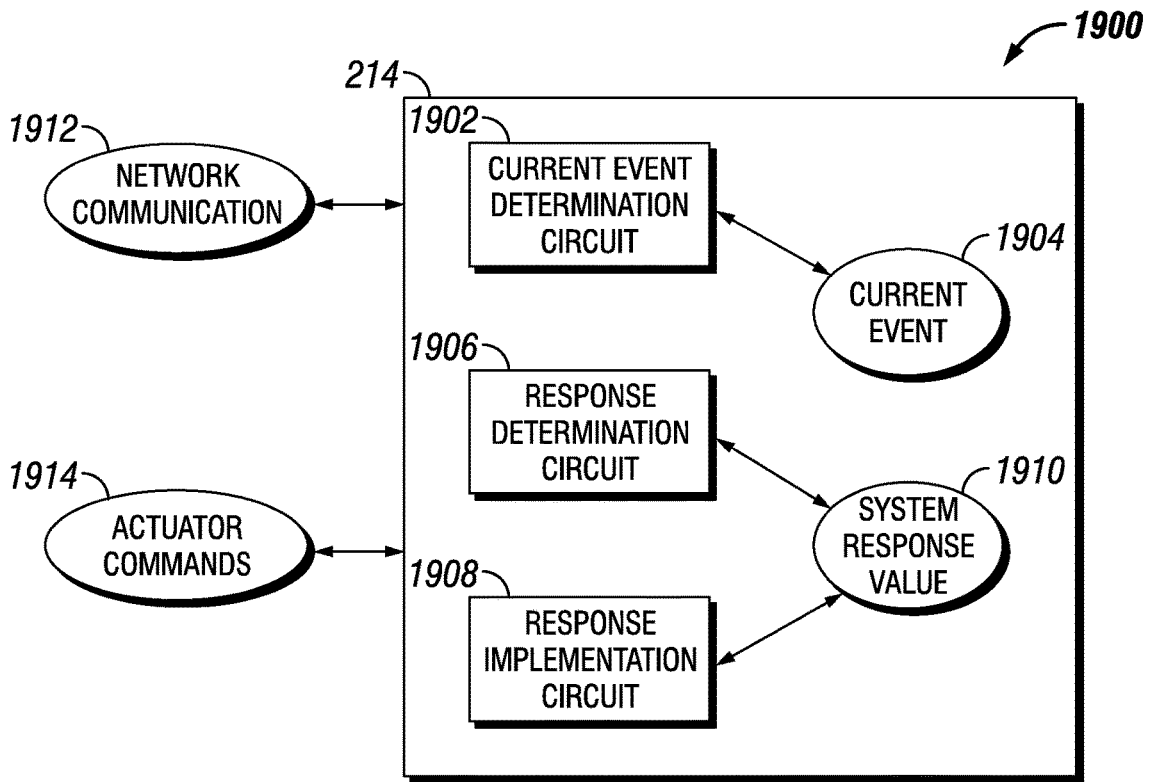 1900
214
1902
1912
CURRENT EVENT
DETERMINATION
CIRCUIT
NETWORK
COMMUNICATION
1904
CURRENT
EVENT
1906
RESPONSE
DETERMINATION
CIRCUIT
1914
ACTUATOR
COMMANDS
1910
SYSTEM
RESPONSE
VALUE
1908
RESPONSE
IMPLEMENTATION
CIRCUIT